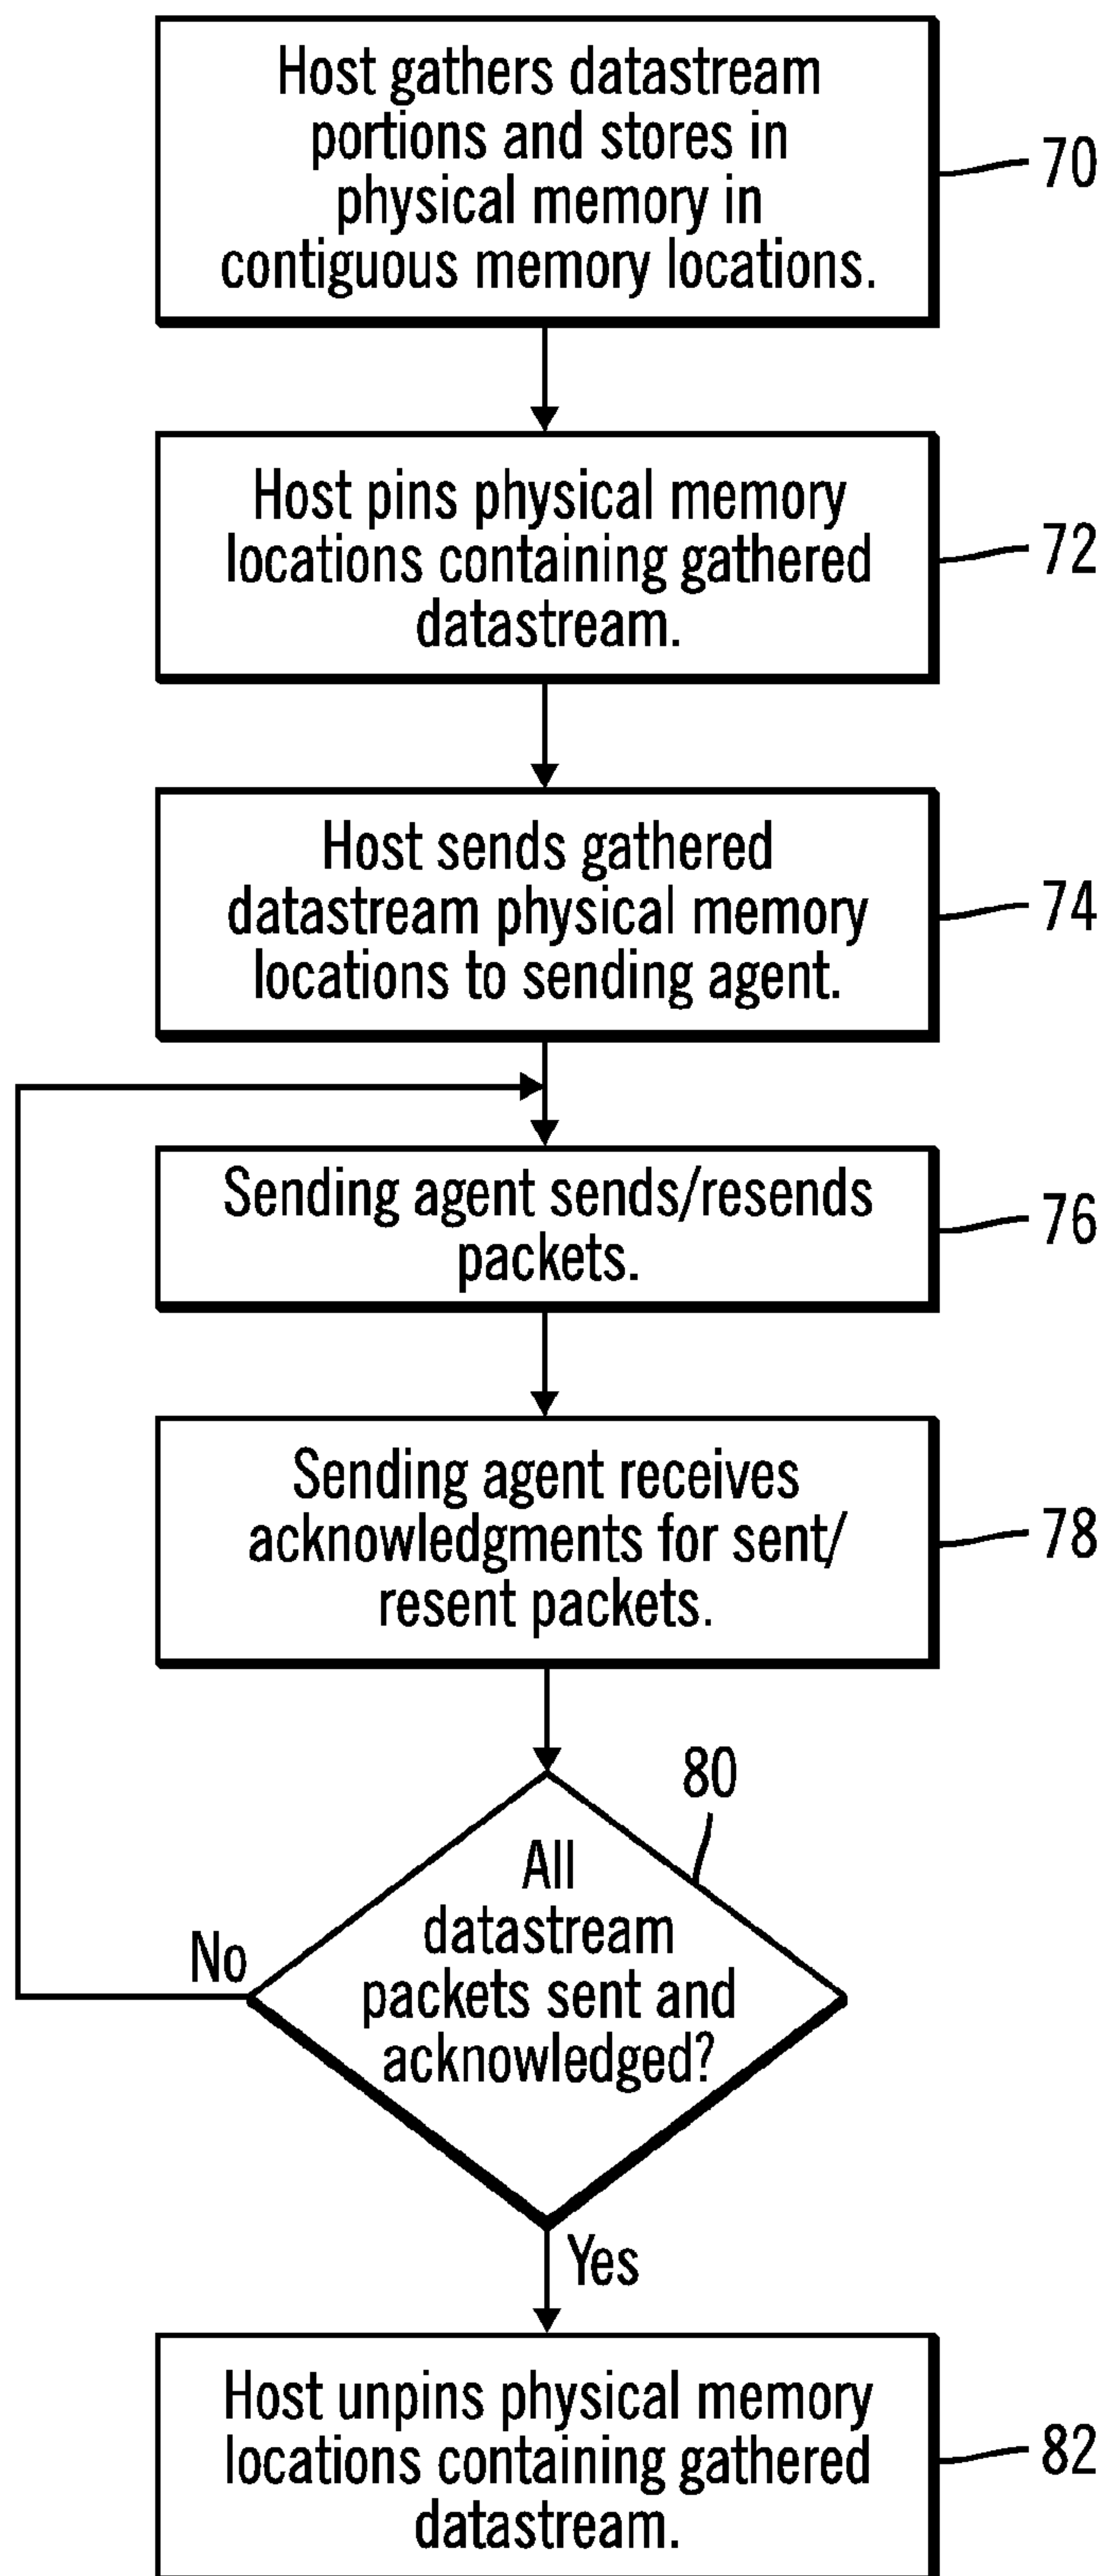 Host gathers datastream
portions and stores in
physical memory in
contiguous memory locations.
70
Host pins physical memory
locations containing gathered
datastream.
72
Host sends gathered
datastream physical memory
locations to sending agent.
74
Sending agent sends/resends
packets.
76
Sending agent receives
acknowledgments for sent/
resent packets.
78
80
All
datastream
packets sent and
acknowledged?
No
Yes
Host unpins physical memory
locations containing gathered
datastream.
82